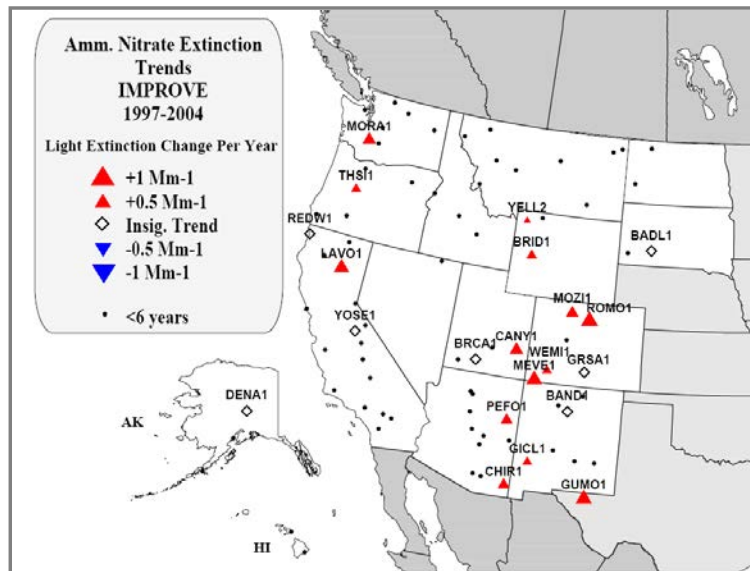 Amm. Nitrate Extinction
Trends
IMPROVE
1997-2004
Light Extinction Change Per Year
+1 Mm-1
+0.5 Mm-1
Insig. Trend
-0.5 Mm-1
-1 Mm-1
<6 years
MORA1
THSI1
REDW1
YELL2
BADL1
BRID1
LAVO1
MOZI1
ROMO1
YOSE1
CANY1
BRCA1
WEMI1
GRSA1
MEVE1
DENA1
BAND1
AK
PEFO1
GICL1
CHIR1
GUMO1
HI